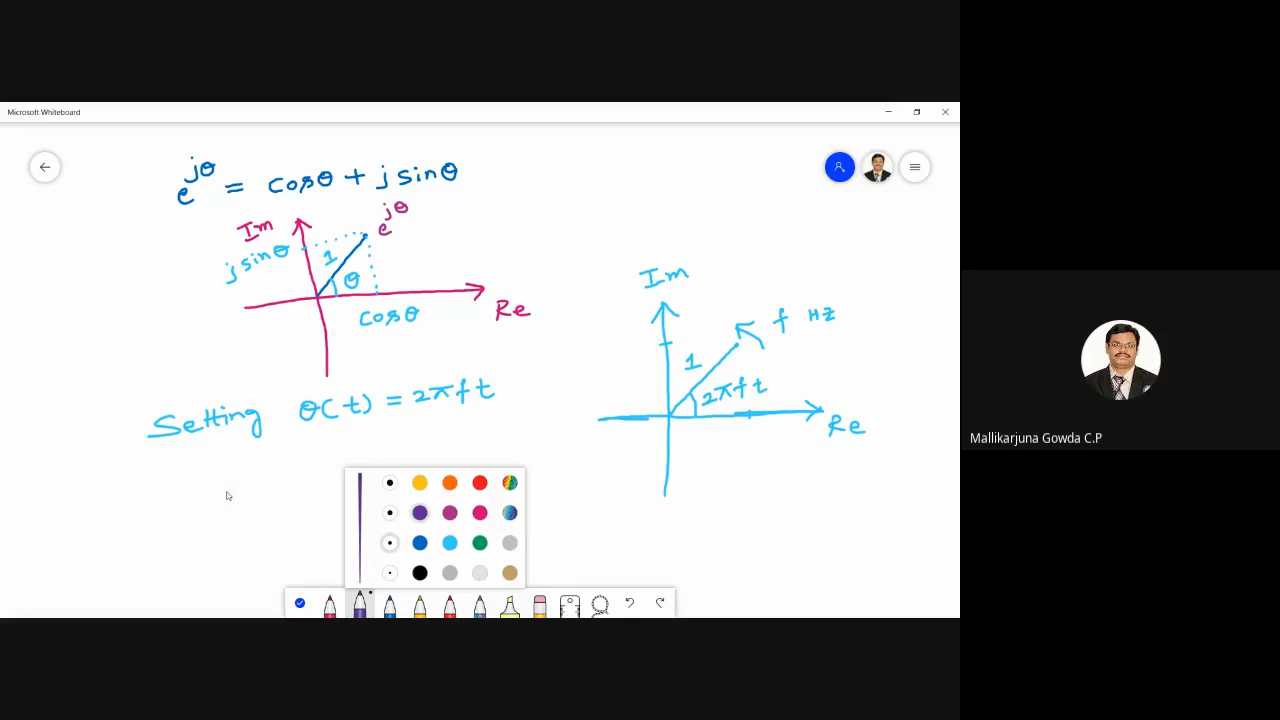 Microsoft Whiteboard
e^jθ = cosθ + j sinθ
Im
e^jθ
j sinθ
1
θ
cosθ
Re
Im
f Hz
1
2πft
Re
Setting θ(t) = 2πft
Mallikarjuna Gowda C.P